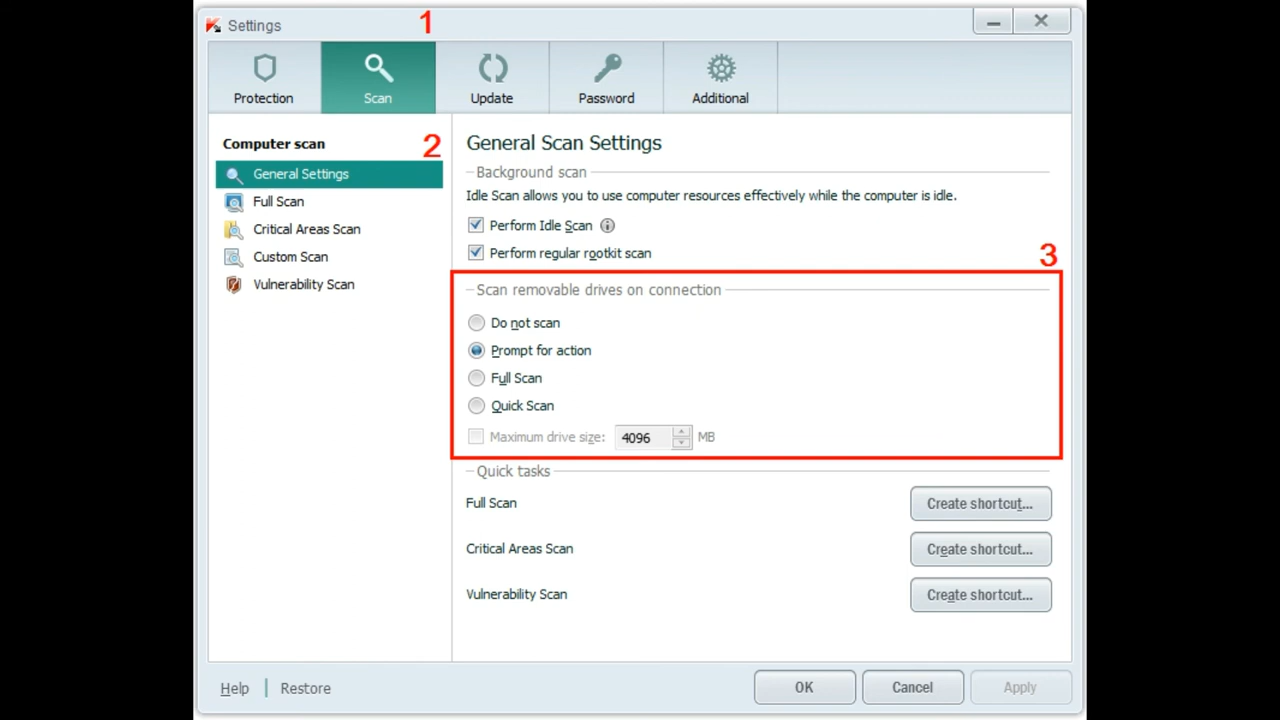 Settings
1
Protection
Scan
Update
Password
Additional
Computer scan
2
General Settings
Full Scan
Critical Areas Scan
Custom Scan
Vulnerability Scan
General Scan Settings
Background scan
Idle Scan allows you to use computer resources effectively while the computer is idle.
Perform Idle Scan
Perform regular rootkit scan
3
Scan removable drives on connection
Do not scan
Prompt for action
Full Scan
Quick Scan
Maximum drive size: 4096 MB
Quick tasks
Full Scan Create shortcut...
Critical Areas Scan Create shortcut...
Vulnerability Scan Create shortcut...
Help Restore OK Cancel Apply